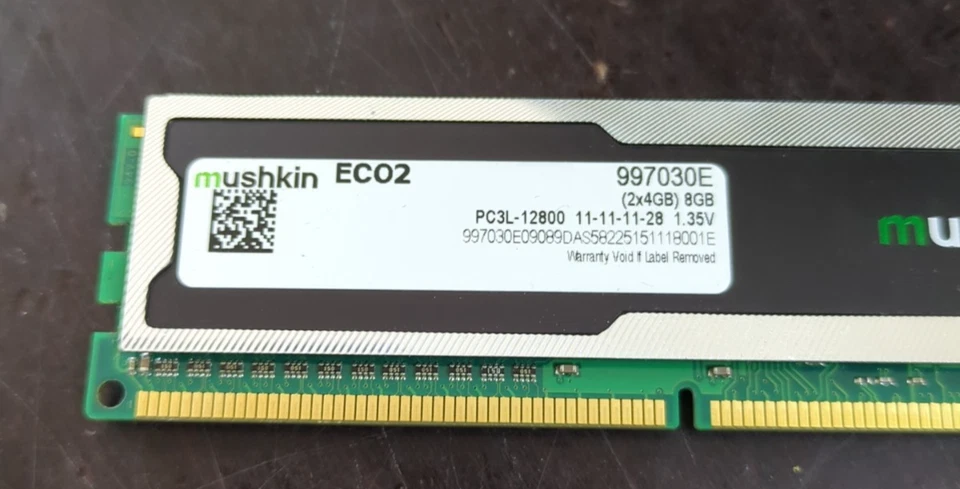 mushkin ECO2
997030E
(2x4GB) 8GB
PC3L-12800 11-11-11-28 1.35V
997030E09089DAS58225151118001E
Warranty Void If Label Removed
mu